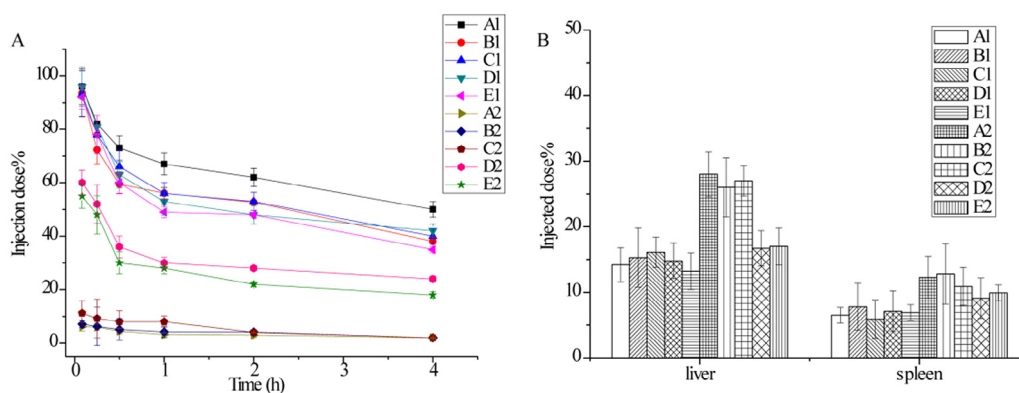 A
A1
B1
C1
D1
E1
A2
B2
C2
D2
E2
Injection dose%
100
80
60
40
20
0
0
1
2
3
4
Time (h)
B
A1
B1
C1
D1
E1
A2
B2
C2
D2
E2
Injected dose%
50
40
30
20
10
0
liver
spleen